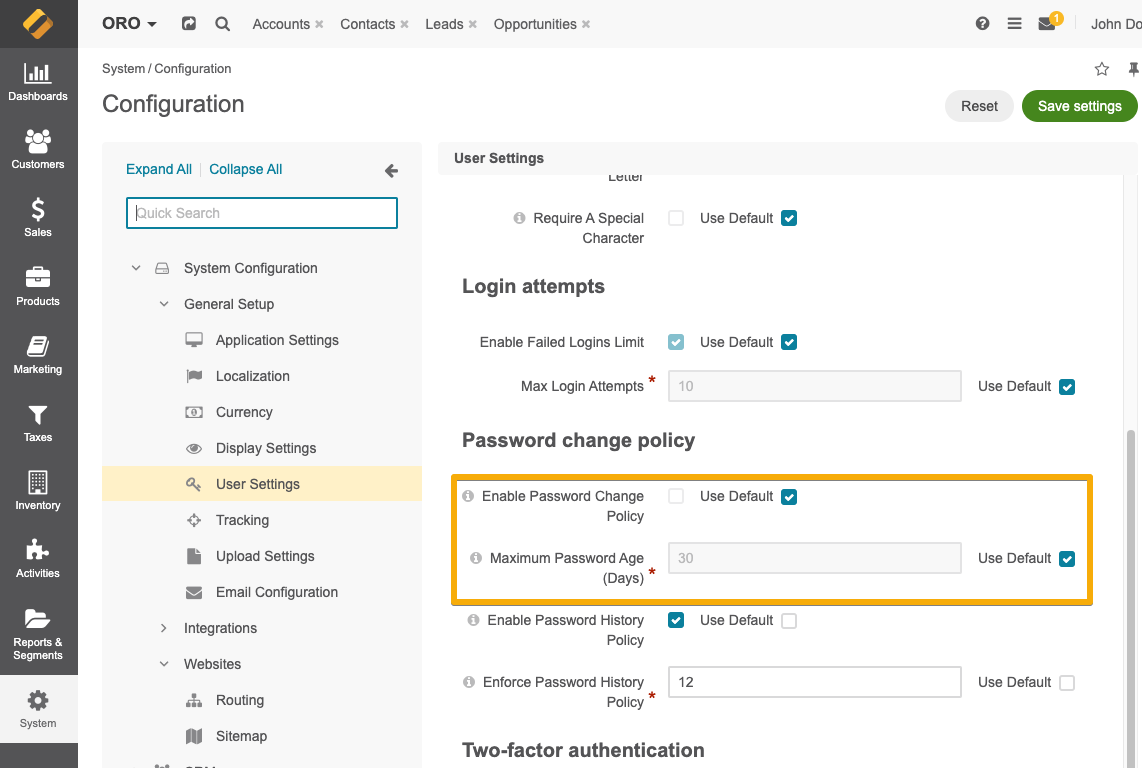 ORO
Accounts
Contacts
Leads
Opportunities
1
John Do
Dashboards
Customers
Sales
Products
Marketing
Taxes
Inventory
Activities
Reports &
Segments
System
System / Configuration
Configuration
Reset
Save settings
Expand All
Collapse All
Quick Search
System Configuration
General Setup
Application Settings
Localization
Currency
Display Settings
User Settings
Tracking
Upload Settings
Email Configuration
Integrations
Websites
Routing
Sitemap
User Settings
Letter
Require A Special
Character
Use Default
Login attempts
Enable Failed Logins Limit
Use Default
Max Login Attempts *
10
Use Default
Password change policy
Enable Password Change
Policy
Use Default
Maximum Password Age
(Days) *
30
Use Default
Enable Password History
Policy
Use Default
Enforce Password History
Policy *
12
Use Default
Two-factor authentication